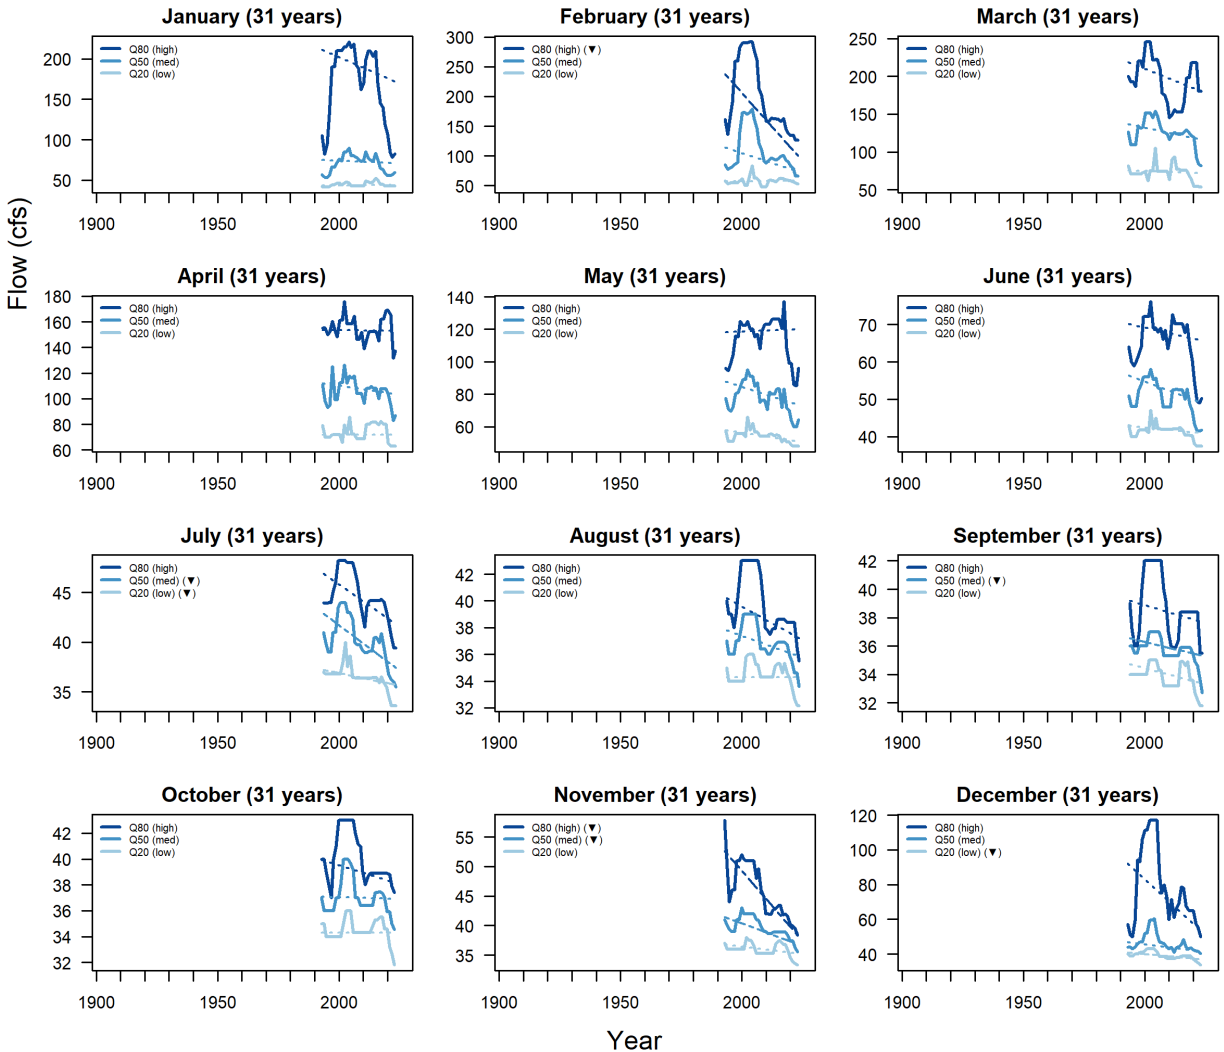 January (31 years)
Q80 (high)
Q50 (med)
Q20 (low)
200
150
100
50
1900
1950
2000
February (31 years)
Q80 (high) (▼)
Q50 (med)
Q20 (low)
300
250
200
150
100
50
1900
1950
2000
March (31 years)
Q80 (high)
Q50 (med)
Q20 (low)
250
200
150
100
50
1900
1950
2000
Flow (cfs)
April (31 years)
Q80 (high)
Q50 (med)
Q20 (low)
180
160
140
120
100
80
60
1900
1950
2000
May (31 years)
Q80 (high)
Q50 (med)
Q20 (low)
140
120
100
80
60
1900
1950
2000
June (31 years)
Q80 (high)
Q50 (med)
Q20 (low)
70
60
50
40
1900
1950
2000
July (31 years)
Q80 (high)
Q50 (med) (▼)
Q20 (low) (▼)
45
40
35
1900
1950
2000
August (31 years)
Q80 (high)
Q50 (med)
Q20 (low)
42
40
38
36
34
32
1900
1950
2000
September (31 years)
Q80 (high)
Q50 (med) (▼)
Q20 (low)
42
40
38
36
34
32
1900
1950
2000
October (31 years)
Q80 (high)
Q50 (med)
Q20 (low)
42
40
38
36
34
32
1900
1950
2000
November (31 years)
Q80 (high) (▼)
Q50 (med) (▼)
Q20 (low)
55
50
45
40
35
1900
1950
2000
December (31 years)
Q80 (high)
Q50 (med)
Q20 (low) (▼)
120
100
80
60
40
1900
1950
2000
Year